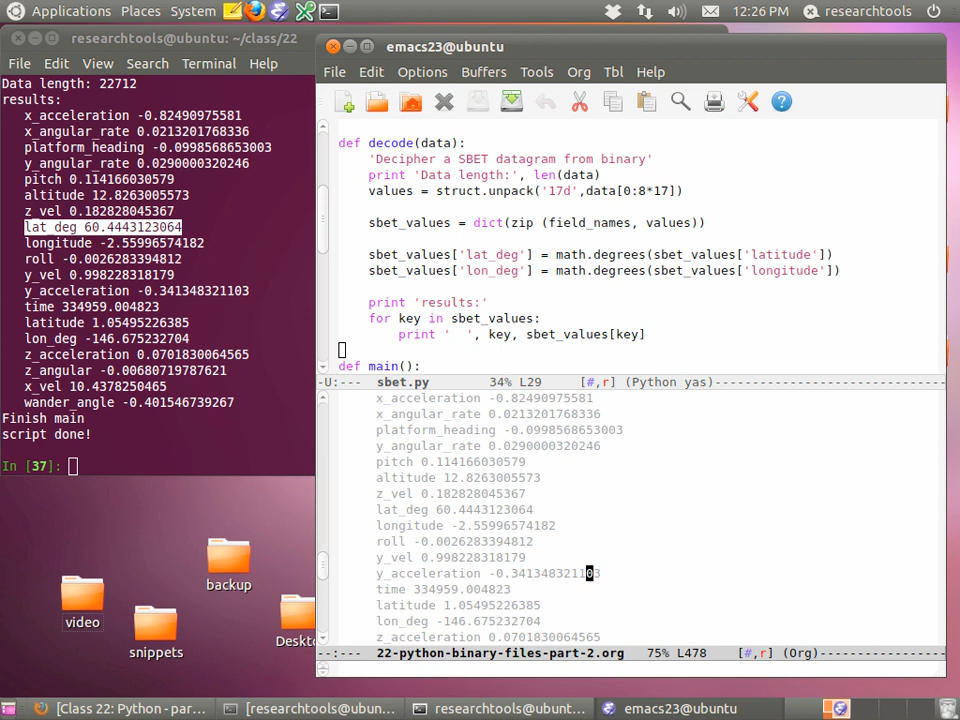 Applications Places System 12:26 PM researchtools
researchtools@ubuntu: ~/class/22
File Edit View Search Terminal Help
Data length: 22712
results:
x_acceleration -0.82490975581
x_angular_rate 0.0213201768336
platform_heading -0.0998568653003
y_angular_rate 0.0290000320246
pitch 0.114166030579
altitude 12.8263005573
z_vel 0.182828045367
lat_deg 60.4443123064
longitude -2.55996574182
roll -0.0026283394812
y_vel 0.998228318179
y_acceleration -0.341348321103
time 334959.004823
latitude 1.05495226385
lon_deg -146.675232704
z_acceleration 0.0701830064565
z_angular -0.00680719787621
x_vel 10.4378250465
wander_angle -0.401546739267
Finish main
script done!
In [37]:
backup
video
snippets
Deskto
emacs23@ubuntu
File Edit Options Buffers Tools Org Tbl Help
def decode(data):
'Decipher a SBET datagram from binary'
print 'Data length:', len(data)
values = struct.unpack('17d',data[0:8*17])
sbet_values = dict(zip (field_names, values))
sbet_values['lat_deg'] = math.degrees(sbet_values['latitude'])
sbet_values['lon_deg'] = math.degrees(sbet_values['longitude'])
print 'results:'
for key in sbet_values:
print '  ', key, sbet_values[key]
def main():
-U:--- sbet.py 34% L29 [#,r] (Python yas)------------------------------
x_acceleration -0.82490975581
x_angular_rate 0.0213201768336
platform_heading -0.0998568653003
y_angular_rate 0.0290000320246
pitch 0.114166030579
altitude 12.8263005573
z_vel 0.182828045367
lat_deg 60.4443123064
longitude -2.55996574182
roll -0.0026283394812
y_vel 0.998228318179
y_acceleration -0.341348321103
time 334959.004823
latitude 1.05495226385
lon_deg -146.675232704
z_acceleration 0.0701830064565
--:--- 22-python-binary-files-part-2.org 75% L478 [#,r] (Org)-----------------
[Class 22: Python - par... [researchtools@ubun... researchtools@ubuntu... emacs23@ubuntu